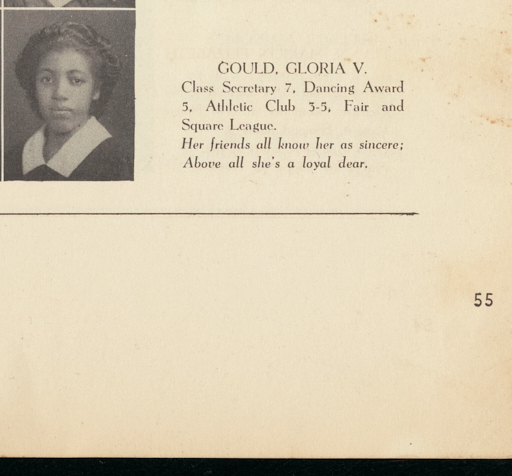 GOULD, GLORIA V.
Class Secretary 7, Dancing Award
5, Athletic Club 3-5, Fair and
Square League.
Her friends all know her as sincere;
Above all she's a loyal dear.
55